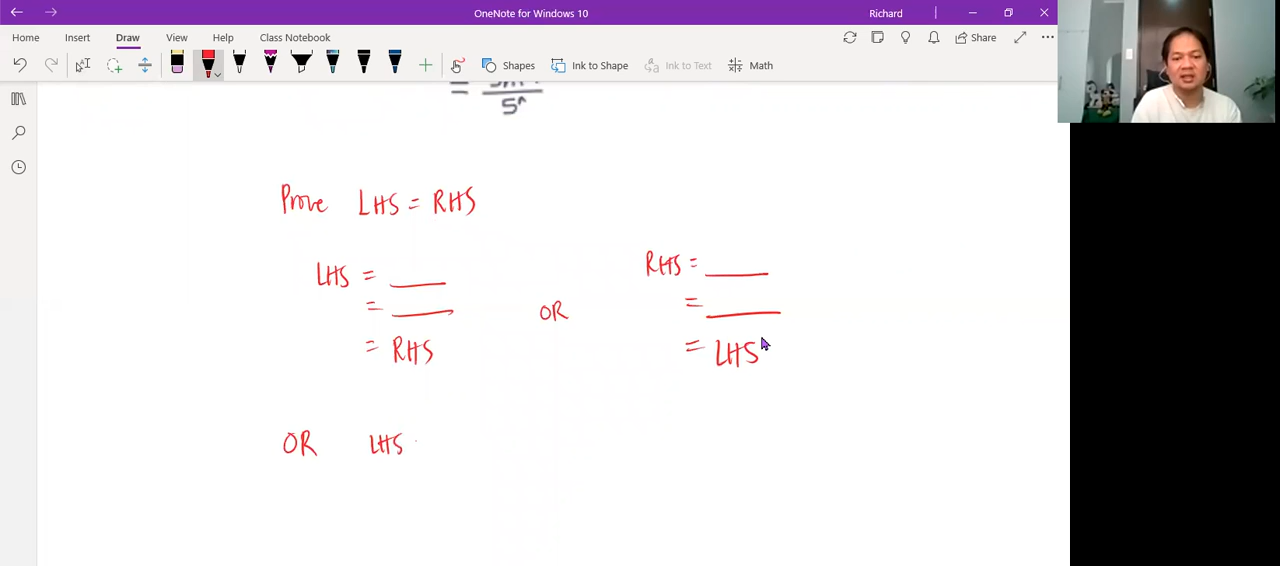 OneNote for Windows 10
Richard
Home Insert Draw View Help Class Notebook
Share
Shapes Ink to Shape Ink to Text Math
=
5^n
Prove LHS = RHS
LHS =
=
= RHS
OR
RHS =
=
= LHS
OR LHS